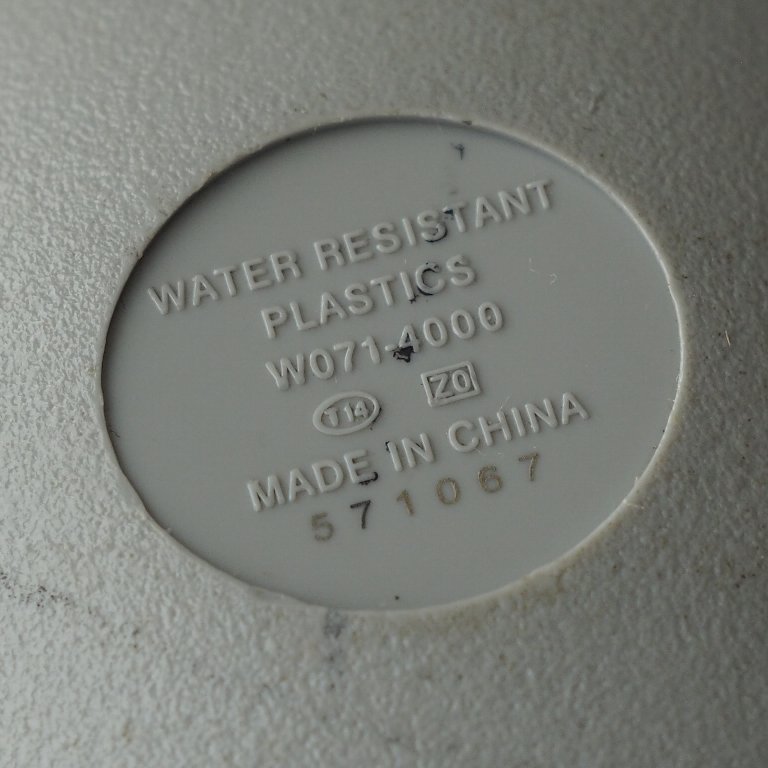 WATER RESISTANT
PLASTICS
W071-4000
T14 Z0
MADE IN CHINA
571067